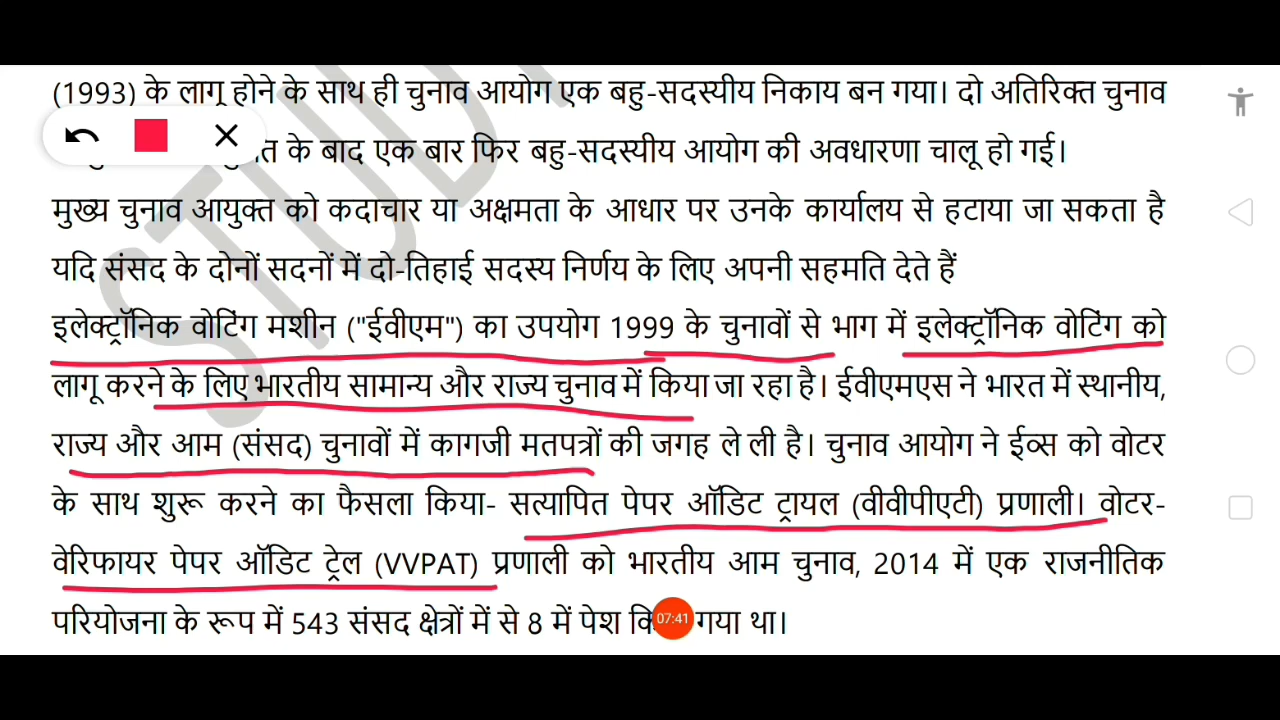 (1993) के लागू होने के साथ ही चुनाव आयोग एक बहु-सदस्यीय निकाय बन गया। दो अतिरिक्त चुनाव
के बाद एक बार फिर बहु-सदस्यीय आयोग की अवधारणा चालू हो गई।
मुख्य चुनाव आयुक्त को कदाचार या अक्षमता के आधार पर उनके कार्यालय से हटाया जा सकता है
यदि संसद के दोनों सदनों में दो-तिहाई सदस्य निर्णय के लिए अपनी सहमति देते हैं
इलेक्ट्रॉनिक वोटिंग मशीन ("ईवीएम") का उपयोग 1999 के चुनावों से भाग में इलेक्ट्रॉनिक वोटिंग को
लागू करने के लिए भारतीय सामान्य और राज्य चुनाव में किया जा रहा है। ईवीएमएस ने भारत में स्थानीय,
राज्य और आम (संसद) चुनावों में कागजी मतपत्रों की जगह ले ली है। चुनाव आयोग ने ईव्स को वोटर
के साथ शुरू करने का फैसला किया- सत्यापित पेपर ऑडिट ट्रायल (वीवीपीएटी) प्रणाली। वोटर-
वेरिफायर पेपर ऑडिट ट्रेल (VVPAT) प्रणाली को भारतीय आम चुनाव, 2014 में एक राजनीतिक
परियोजना के रूप में 543 संसद क्षेत्रों में से 8 में पेश गया था।
07:41